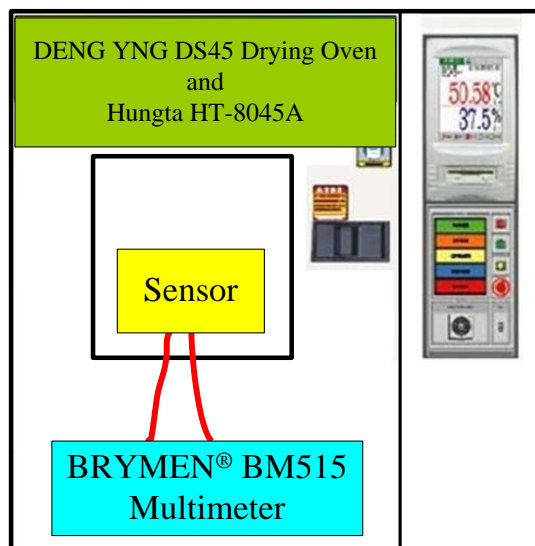 DENG YNG DS45 Drying Oven
and
Hungta HT-8045A
50.58℃
37.5%
Sensor
BRYMEN® BM515
Multimeter